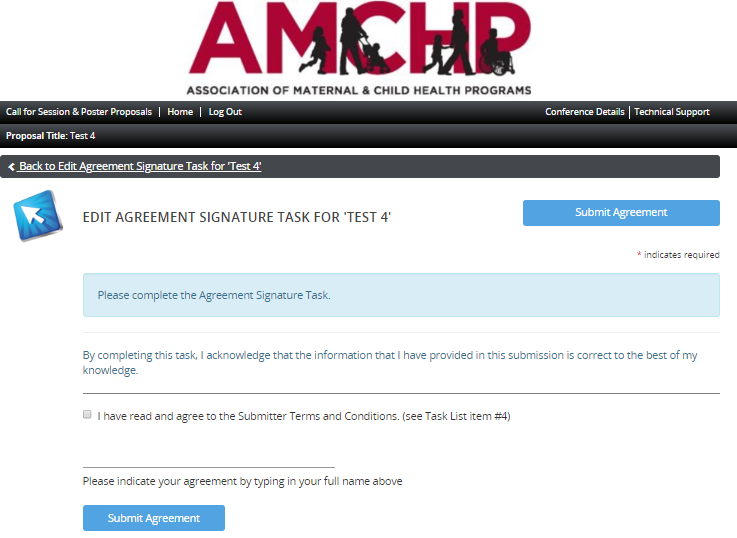 AMCHP
ASSOCIATION OF MATERNAL & CHILD HEALTH PROGRAMS
Call for Session & Poster Proposals | Home | Log Out Conference Details | Technical Support
Proposal Title: Test 4
Back to Edit Agreement Signature Task for 'Test 4'
EDIT AGREEMENT SIGNATURE TASK FOR 'TEST 4'
Submit Agreement
* indicates required
Please complete the Agreement Signature Task.
By completing this task, I acknowledge that the information that I have provided in this submission is correct to the best of my
knowledge.
I have read and agree to the Submitter Terms and Conditions. (see Task List item #4)
Please indicate your agreement by typing in your full name above
Submit Agreement